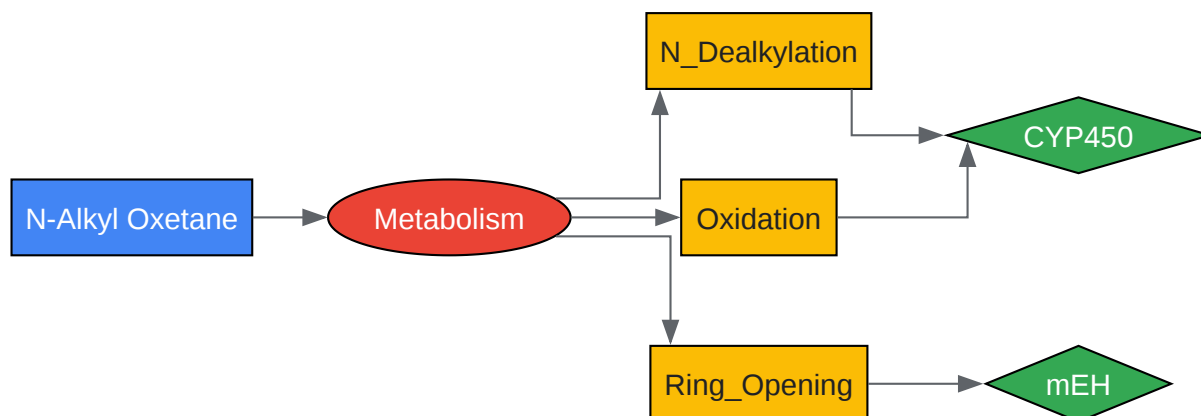 N_Dealkylation
CYP450
N-Alkyl Oxetane
Metabolism
Oxidation
Ring_Opening
mEH